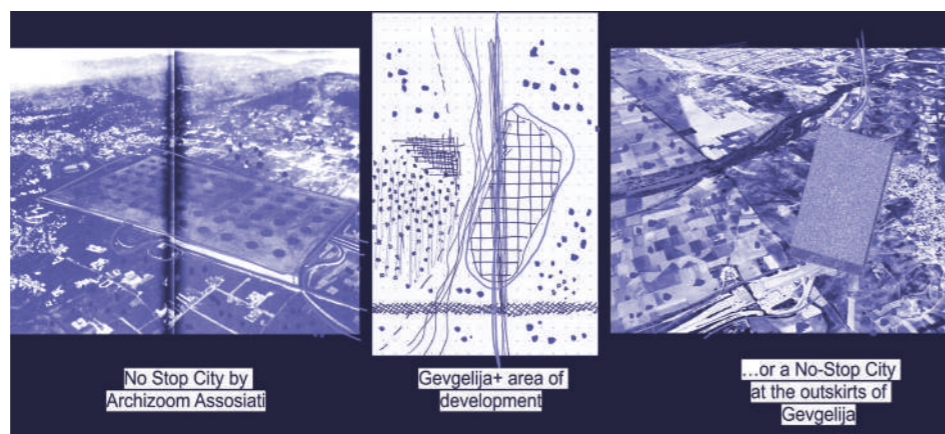 No Stop City by
Archizoom Assosiati
Gevgelija+ area of
development
...or a No-Stop City
at the outskirts of
Gevgelija